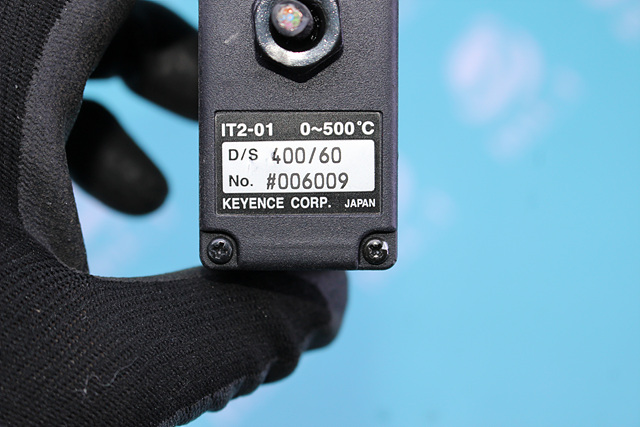 IT2-01 0~500°C
D/S 400/60
No. #006009
KEYENCE CORP. JAPAN